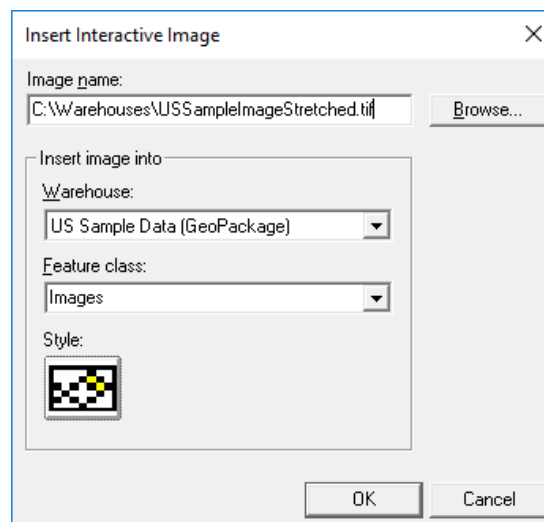 Insert Interactive Image
Image name:
C:\Warehouses\USSampleImageStretched.tif
Browse...
Insert image into
Warehouse:
US Sample Data (GeoPackage)
Feature class:
Images
Style:
OK
Cancel